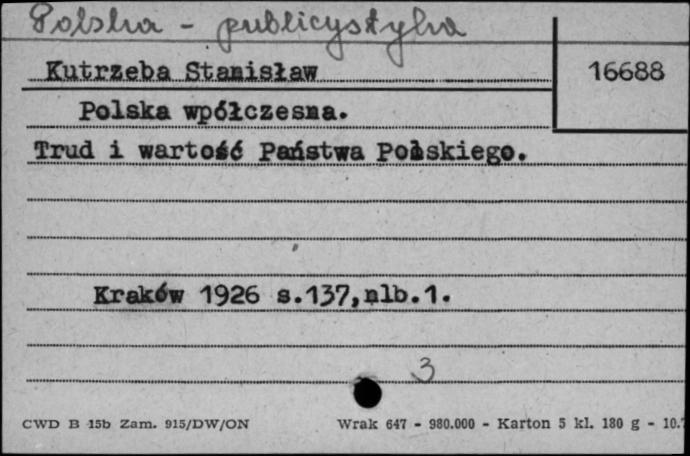 Polska - publicystyka
Kutrzeba Stanisław
16688
Polska wpółczesna.
Trud i wartość Państwa Polskiego.
Kraków 1926 s.137,nlb.1.
3
CWD B 15b Zam. 915/DW/ON
Wrak 647 - 980.000 - Karton 5 kl. 180 g - 10.